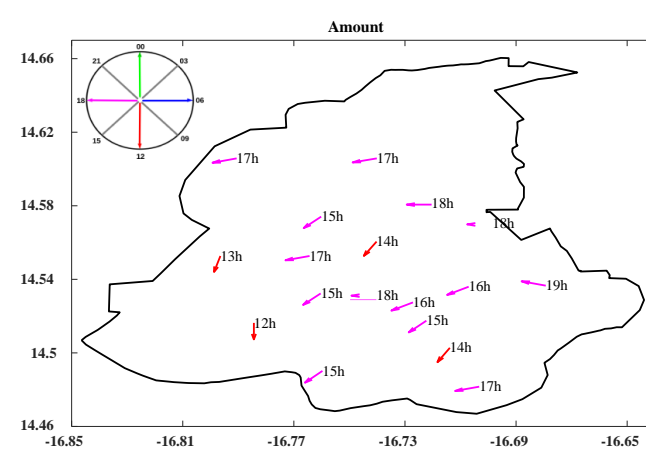 Amount
14.66
14.62
14.58
14.54
14.5
14.46
00
21
03
18
06
15
09
12
17h
17h
18h
15h
18h
14h
13h
17h
19h
16h
15h
18h
16h
15h
12h
14h
15h
17h
-16.85
-16.81
-16.77
-16.73
-16.69
-16.65